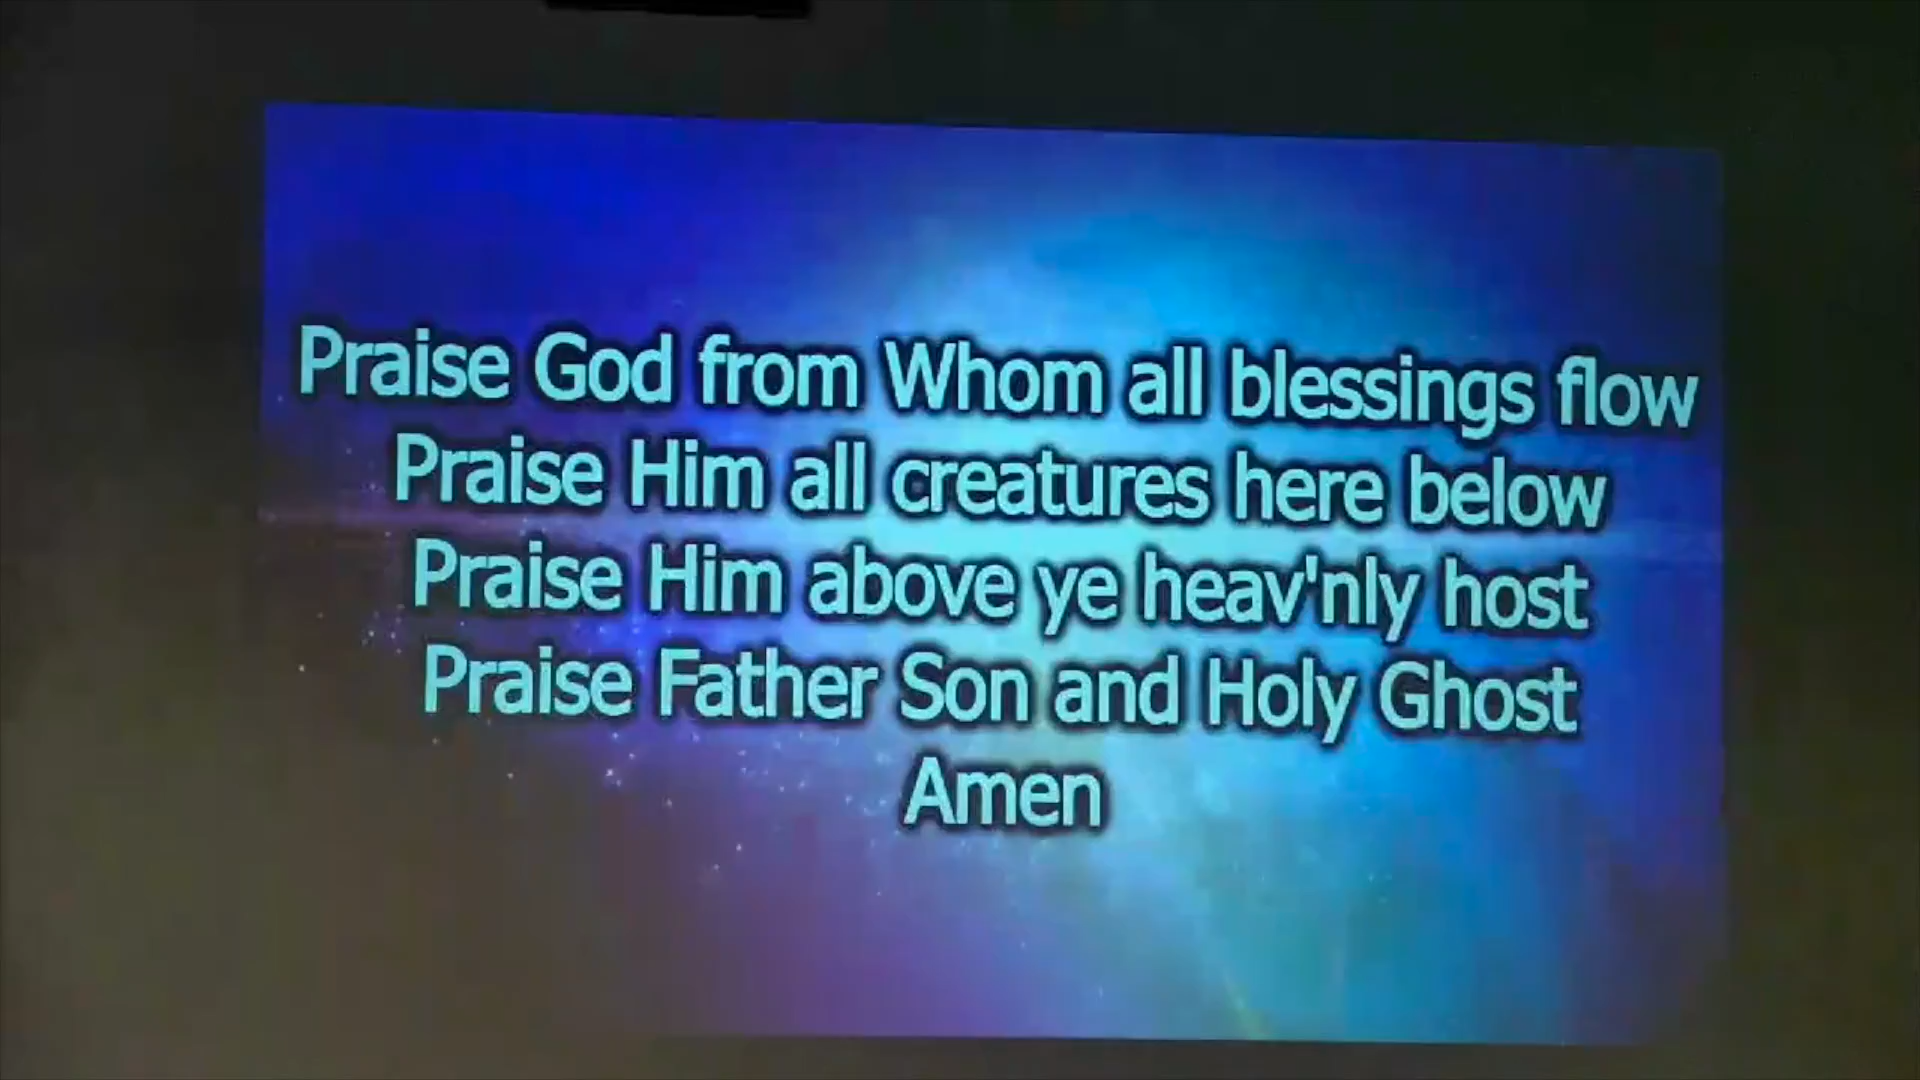 Praise God from Whom all blessings flow
Praise Him all creatures here below
Praise Him above ye heav'nly host
Praise Father Son and Holy Ghost
Amen